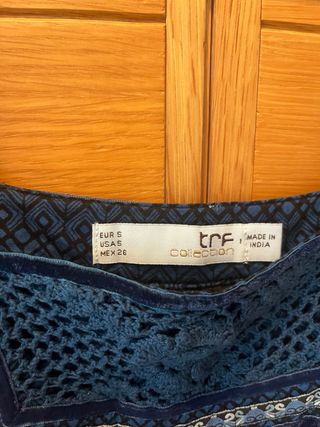 EUR S
USA S
MEX 26
trf
collection
MADE IN
INDIA